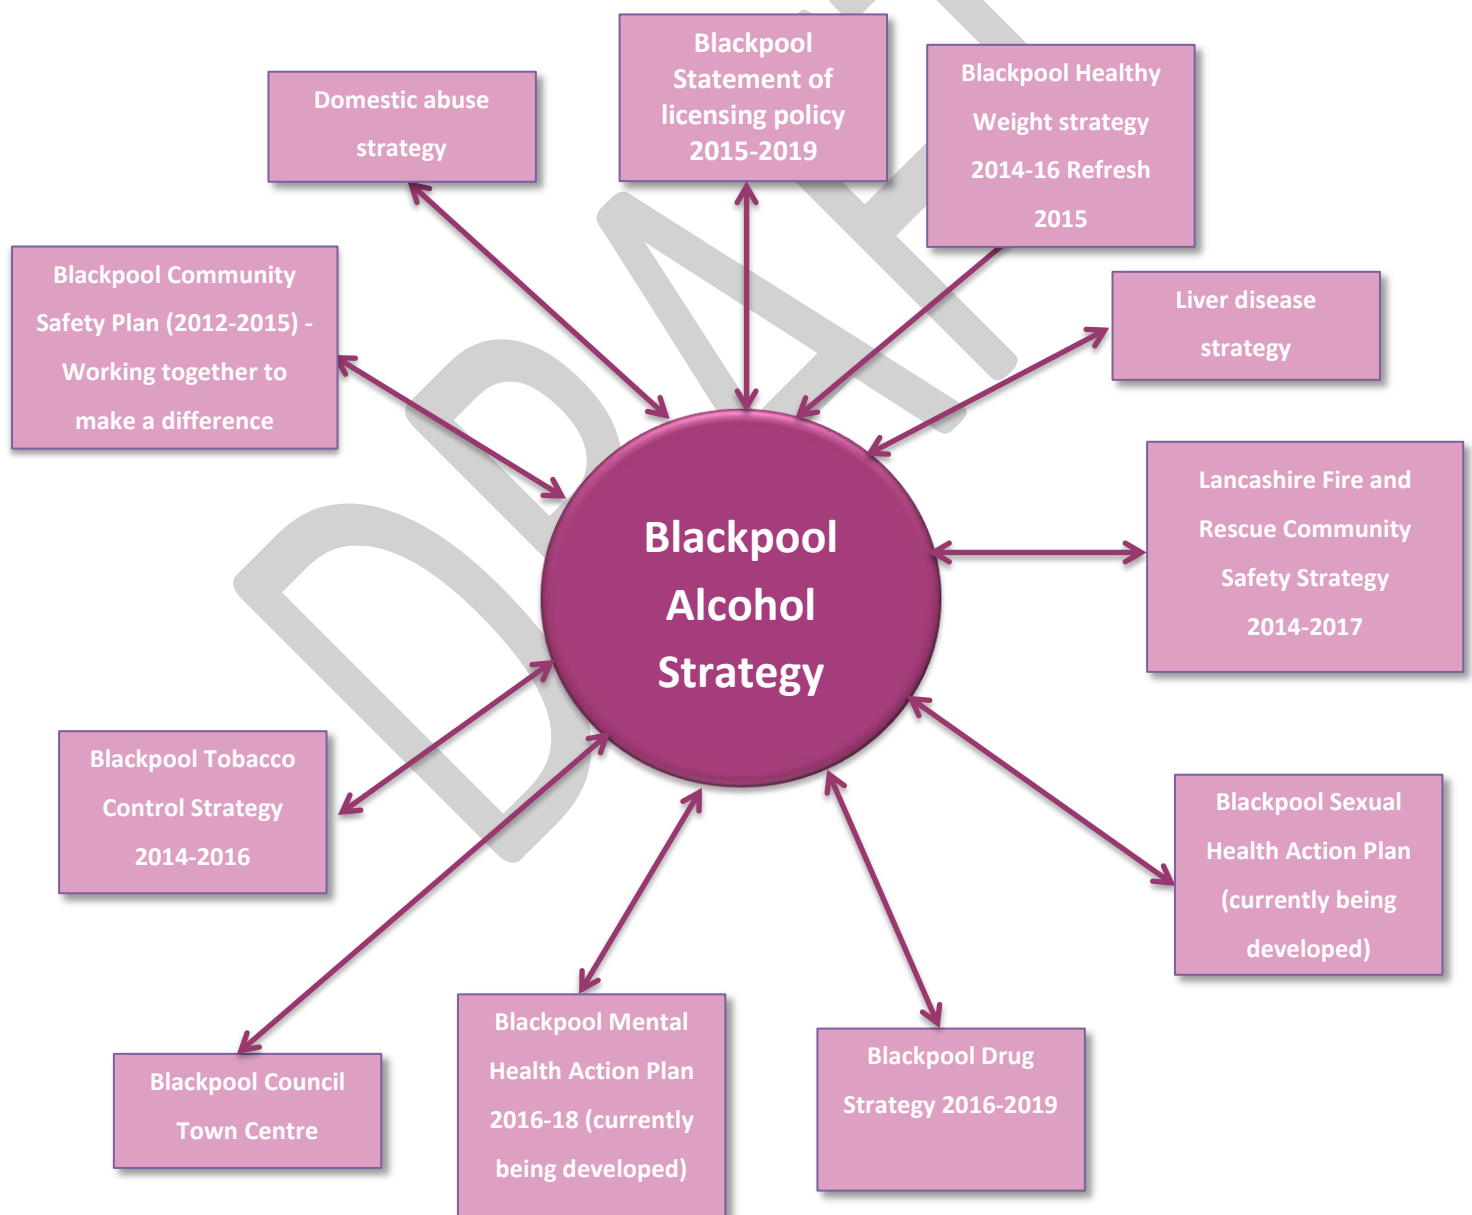 Blackpool
Statement of
licensing policy
2015-2019
Blackpool Healthy
Weight strategy
2014-16 Refresh
2015
Domestic abuse
strategy
Blackpool Community
Safety Plan (2012-2015) -
Working together to
make a difference
Liver disease
strategy
Lancashire Fire and
Rescue Community
Safety Strategy
2014-2017
Blackpool
Alcohol
Strategy
Blackpool Tobacco
Control Strategy
2014-2016
Blackpool Sexual
Health Action Plan
(currently being
developed)
Blackpool Council
Town Centre
Blackpool Mental
Health Action Plan
2016-18 (currently
being developed)
Blackpool Drug
Strategy 2016-2019
DRAFT